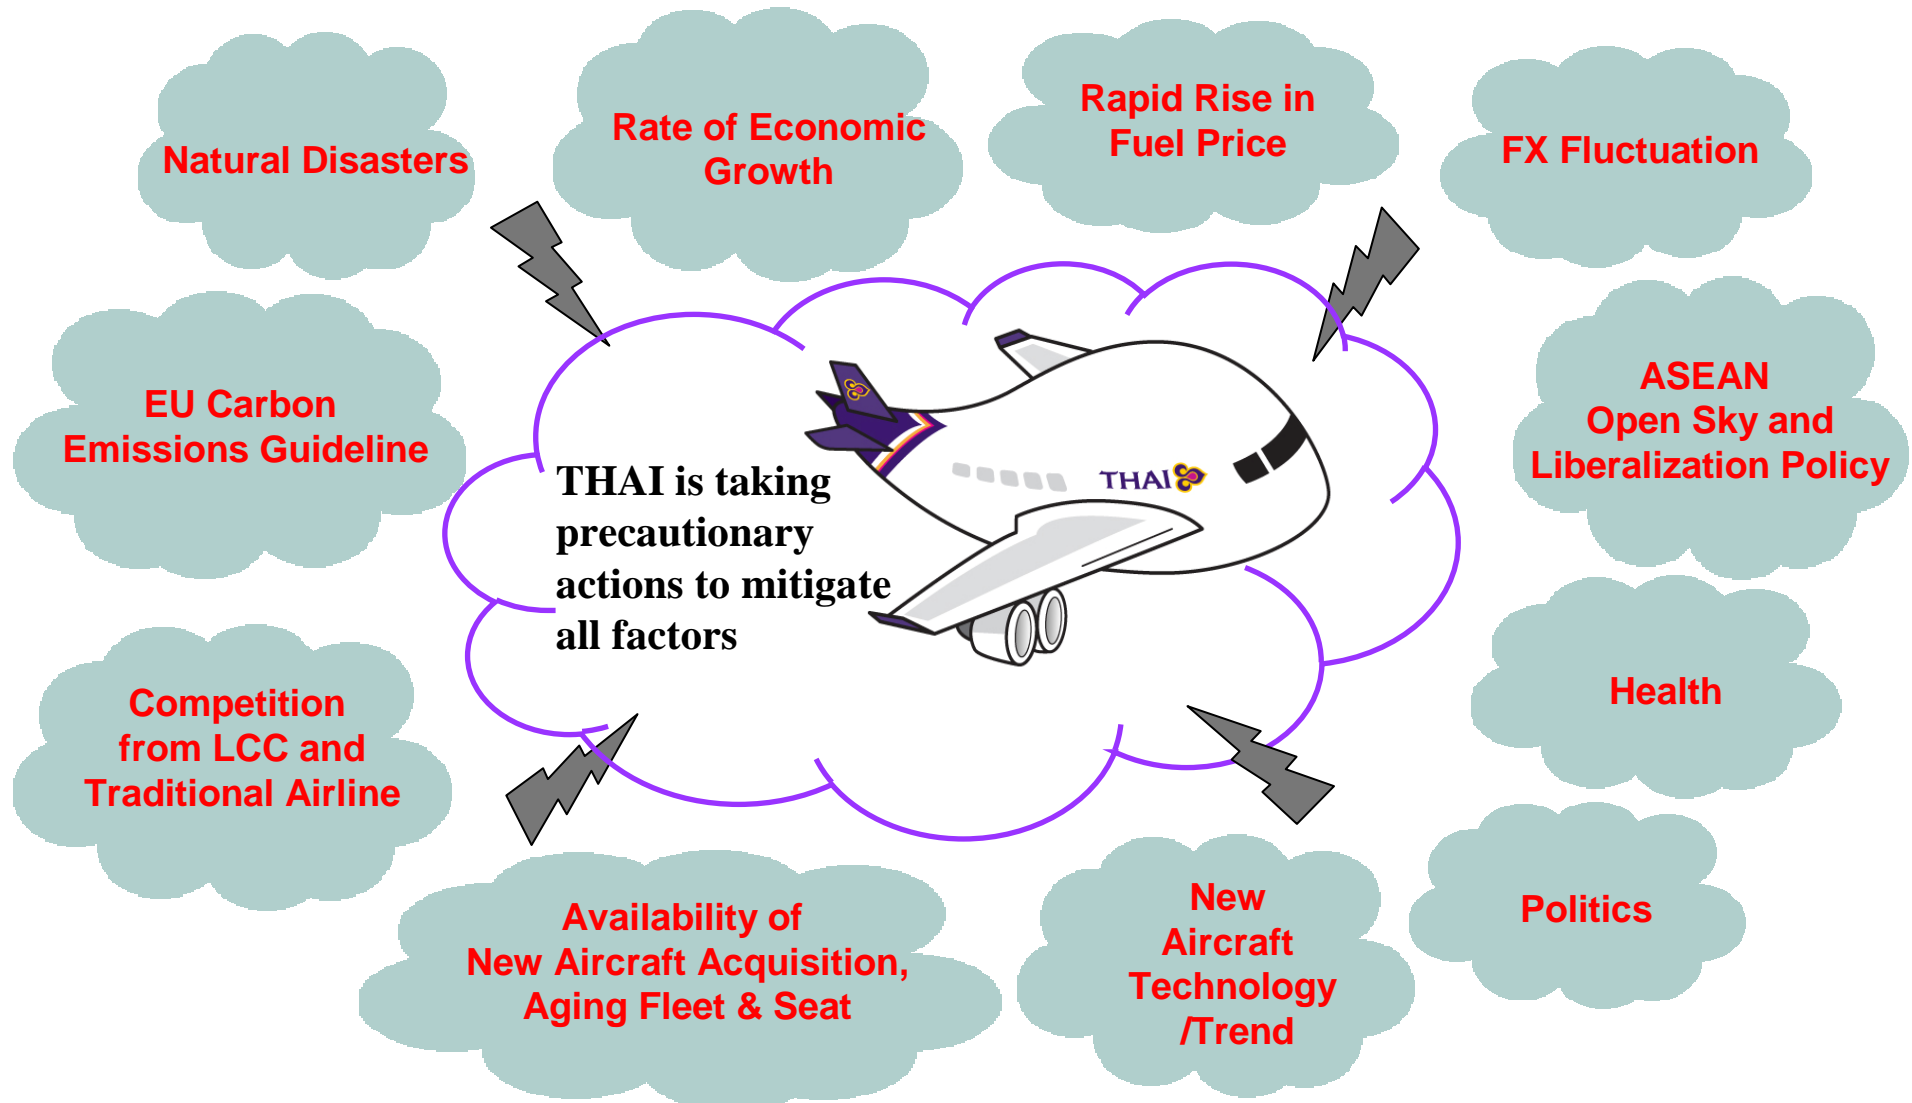 Natural Disasters
Rate of Economic
Growth
Rapid Rise in
Fuel Price
FX Fluctuation
EU Carbon
Emissions Guideline
ASEAN
Open Sky and
Liberalization Policy
THAI is taking
precautionary
actions to mitigate
all factors
THAI
Competition
from LCC and
Traditional Airline
Health
Availability of
New Aircraft Acquisition,
Aging Fleet & Seat
New
Aircraft
Technology
/Trend
Politics